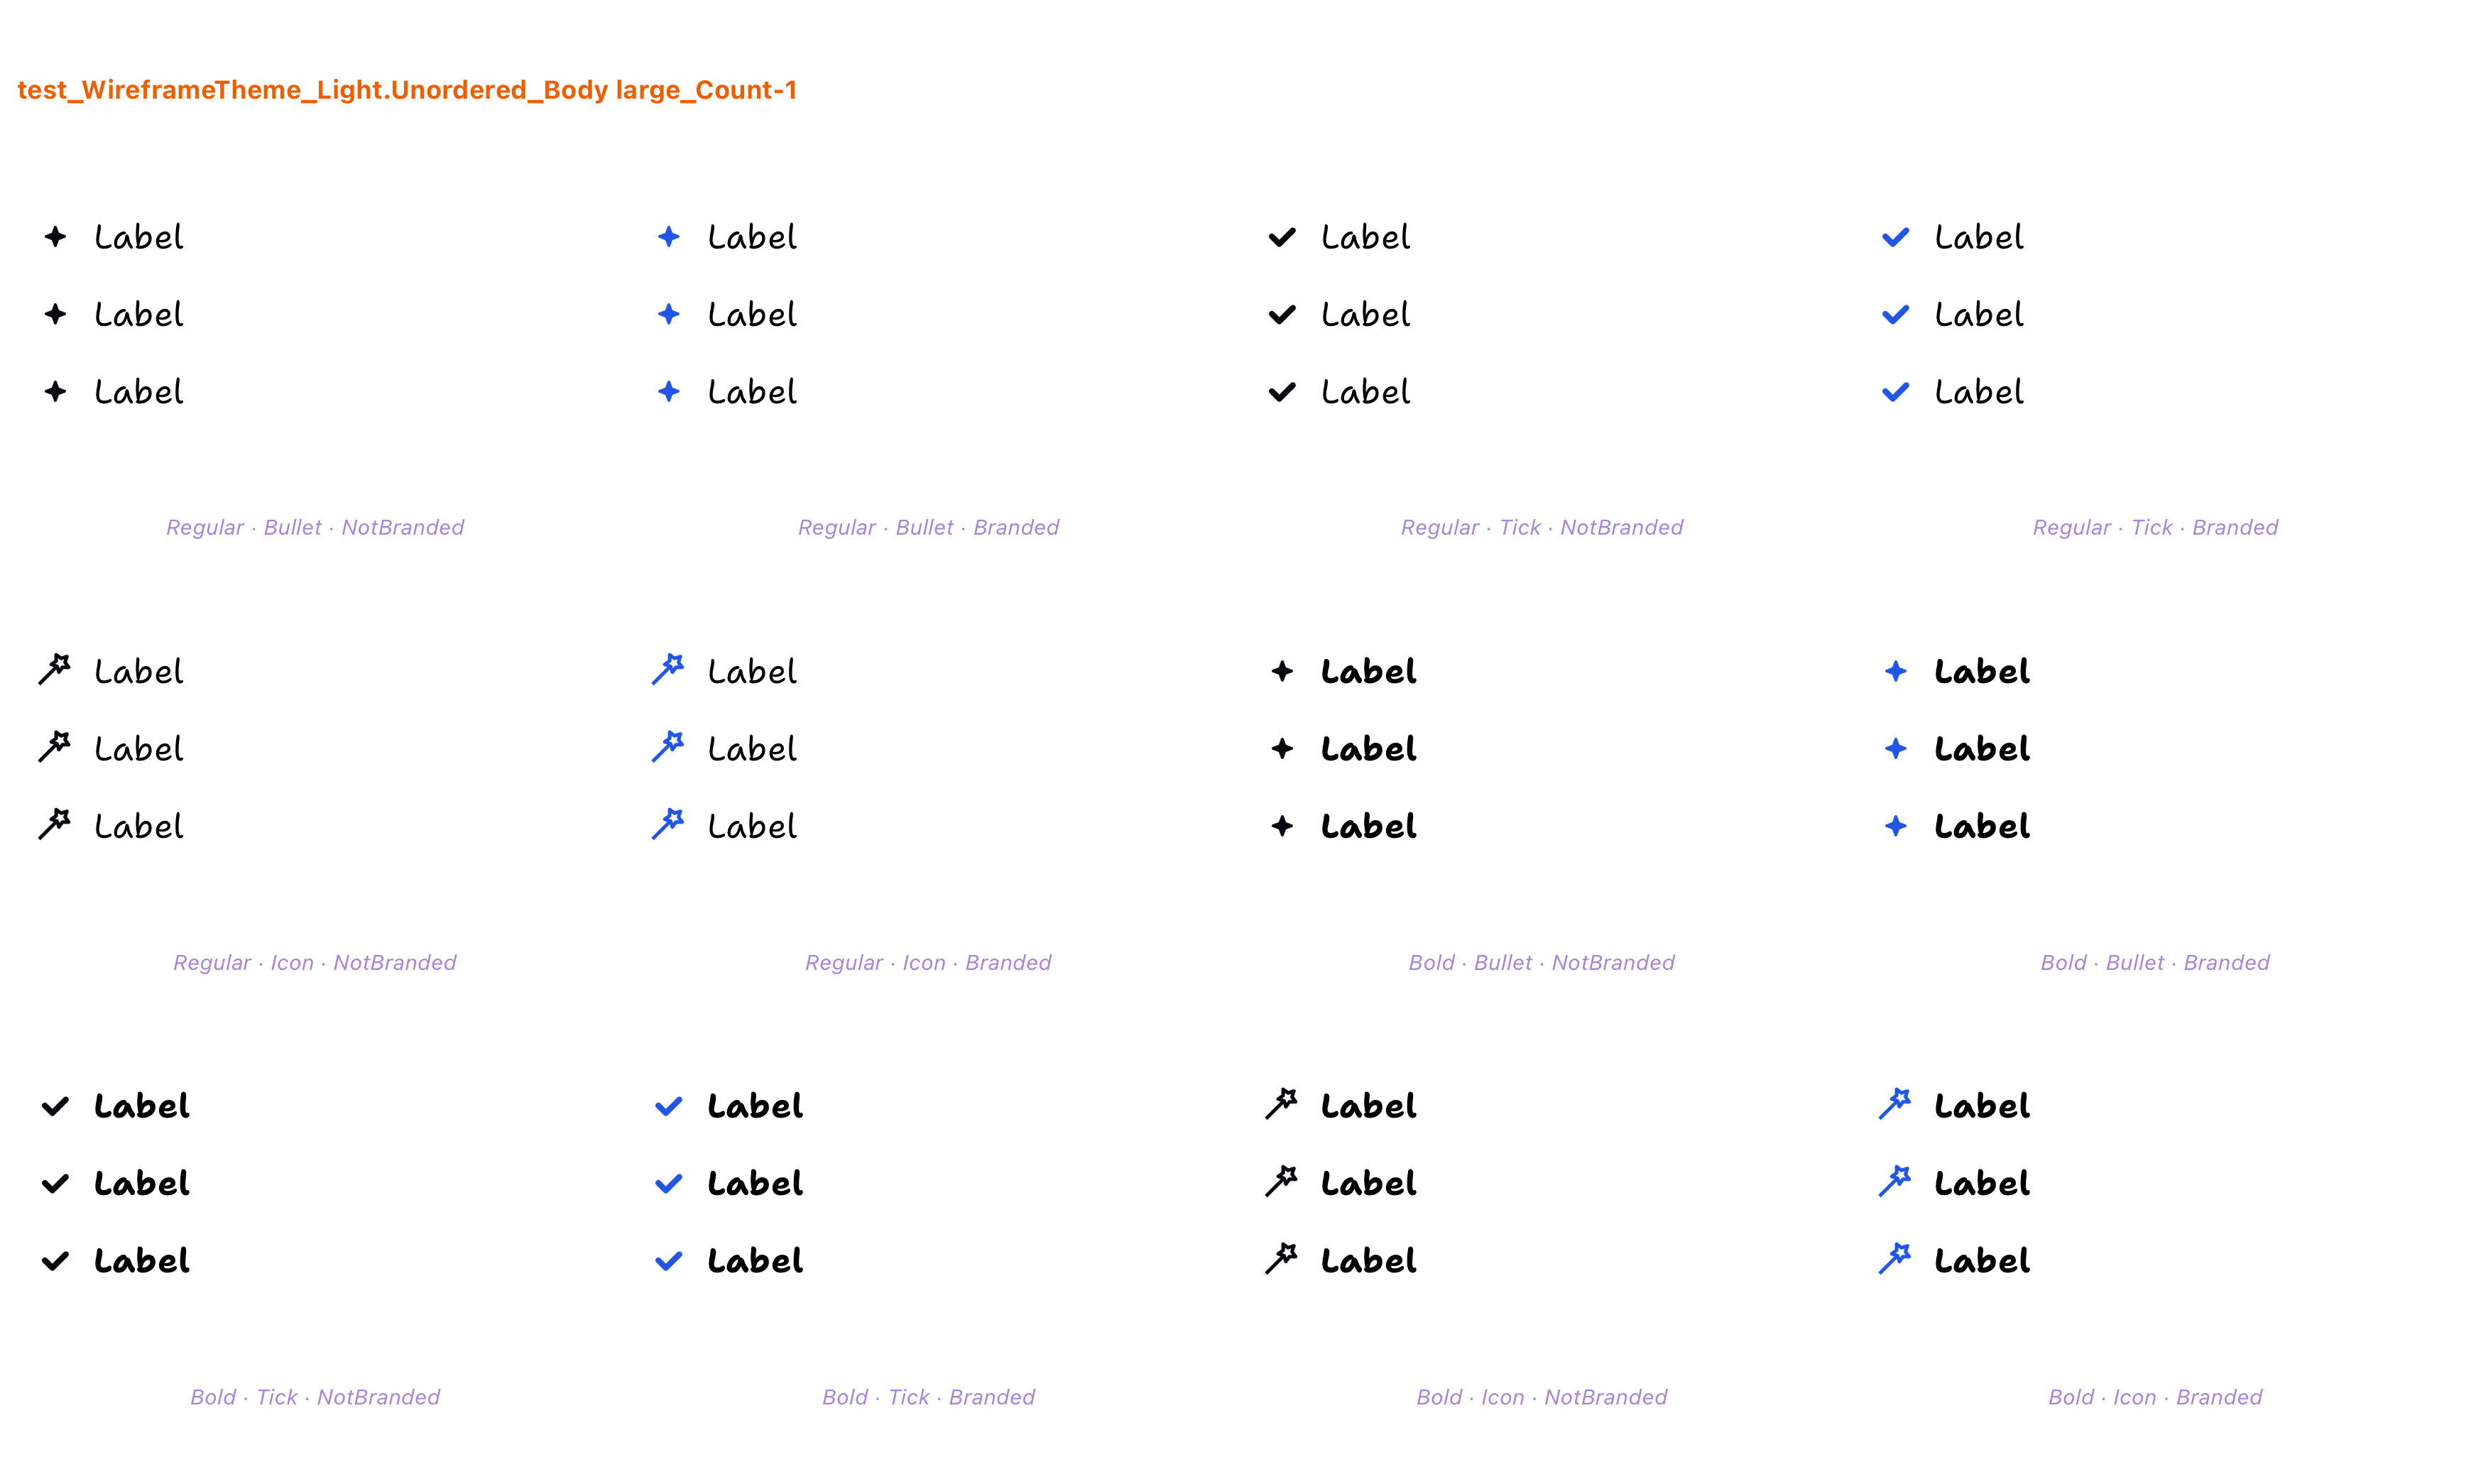 test_WireframeTheme_Light.Unordered_Body large_Count-1
Label Label Label Label
Label Label Label Label
Label Label Label Label
Regular · Bullet · NotBranded Regular · Bullet · Branded Regular · Tick · NotBranded Regular · Tick · Branded
Label Label Label Label
Label Label Label Label
Label Label Label Label
Regular · Icon · NotBranded Regular · Icon · Branded Bold · Bullet · NotBranded Bold · Bullet · Branded
Label Label Label Label
Label Label Label Label
Label Label Label Label
Bold · Tick · NotBranded Bold · Tick · Branded Bold · Icon · NotBranded Bold · Icon · Branded